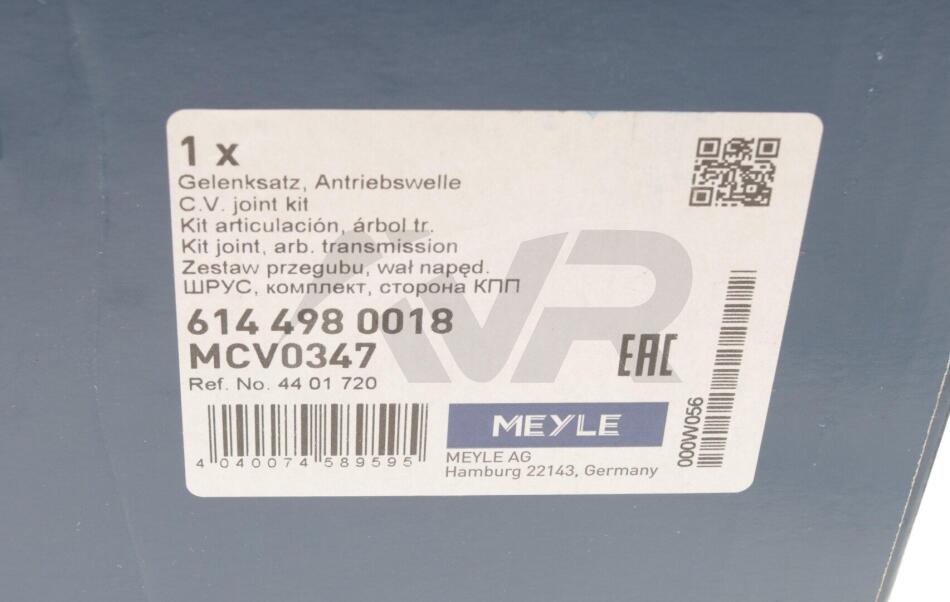 1 x
Gelenksatz, Antriebswelle
C.V. joint kit
Kit articulación, árbol tr.
Kit joint, arb. transmission
Zestaw przegubu, wał napęd.
ШРУС, комплект, сторона КПП
614 498 0018
MCV0347
Ref. No. 44 01 720
EAC
4 040074 589595
MEYLE
MEYLE AG
Hamburg 22143, Germany
000W056
VR